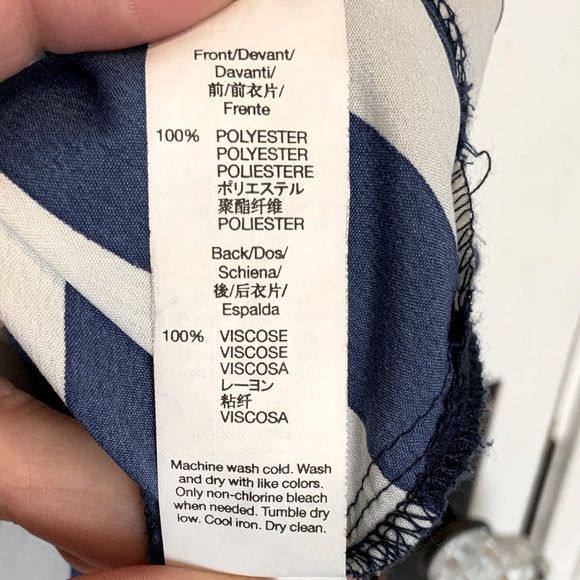 Front/Devant/
Davanti/
前/前衣片/
Frente
100% POLYESTER
POLYESTER
POLIESTERE
ポリエステル
聚酯纤维
POLIESTER
Back/Dos/
Schiena/
後/后衣片/
Espalda
100% VISCOSE
VISCOSE
VISCOSA
レーヨン
粘纤
VISCOSA
Machine wash cold. Wash
and dry with like colors.
Only non-chlorine bleach
when needed. Tumble dry
low. Cool iron. Dry clean.